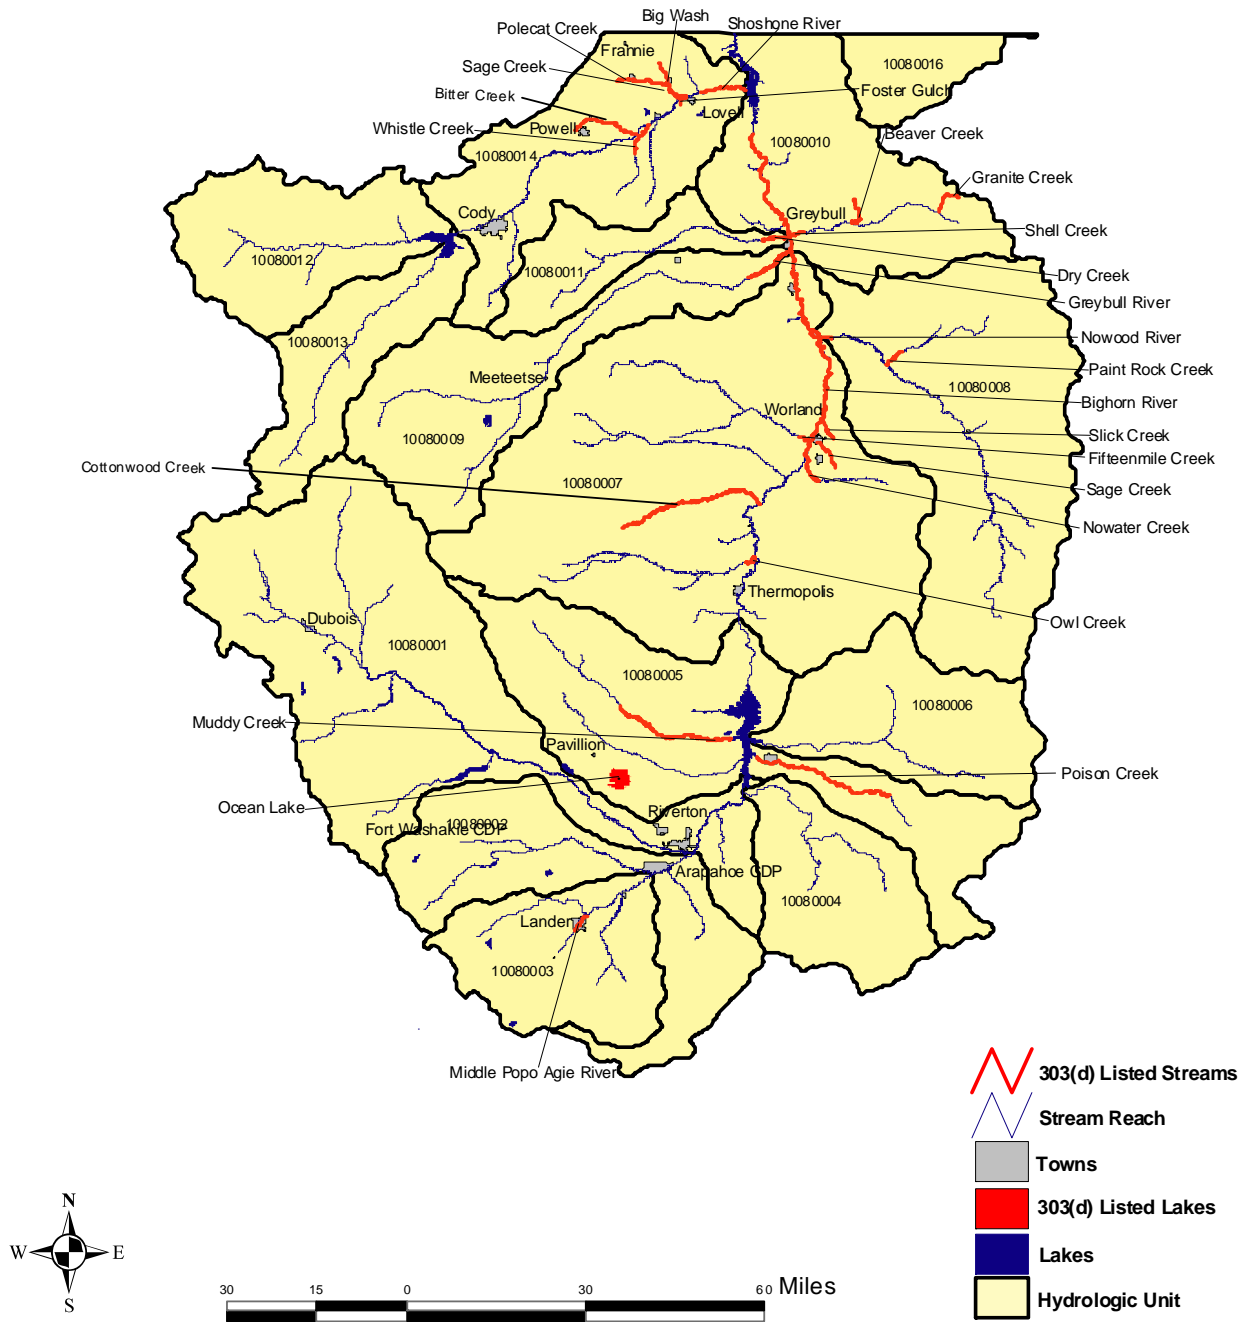 Big Wash
Polecat Creek
Shoshone River
Frannie
Sage Creek
10080016
Bitter Creek
Foster Gulch
Lovell
Whistle Creek
Powell
Beaver Creek
10080010
10080014
Granite Creek
Cody
Greybull
Shell Creek
10080012
10080011
Dry Creek
Greybull River
10080013
Nowood River
Meeteetse
Paint Rock Creek
10080008
Bighorn River
Worland
10080009
Slick Creek
Fifteenmile Creek
Cottonwood Creek
10080007
Sage Creek
Nowater Creek
Thermopolis
Dubois
Owl Creek
10080001
10080005
10080006
Muddy Creek
Pavillion
Poison Creek
Ocean Lake
Riverton
10080002
Fort Washakie CDP
Arapahoe CDP
10080004
Lander
10080003
Middle Popo Agie River
303(d) Listed Streams
Stream Reach
Towns
303(d) Listed Lakes
Lakes
Hydrologic Unit
N
W
E
S
30 15 0 30 60 Miles